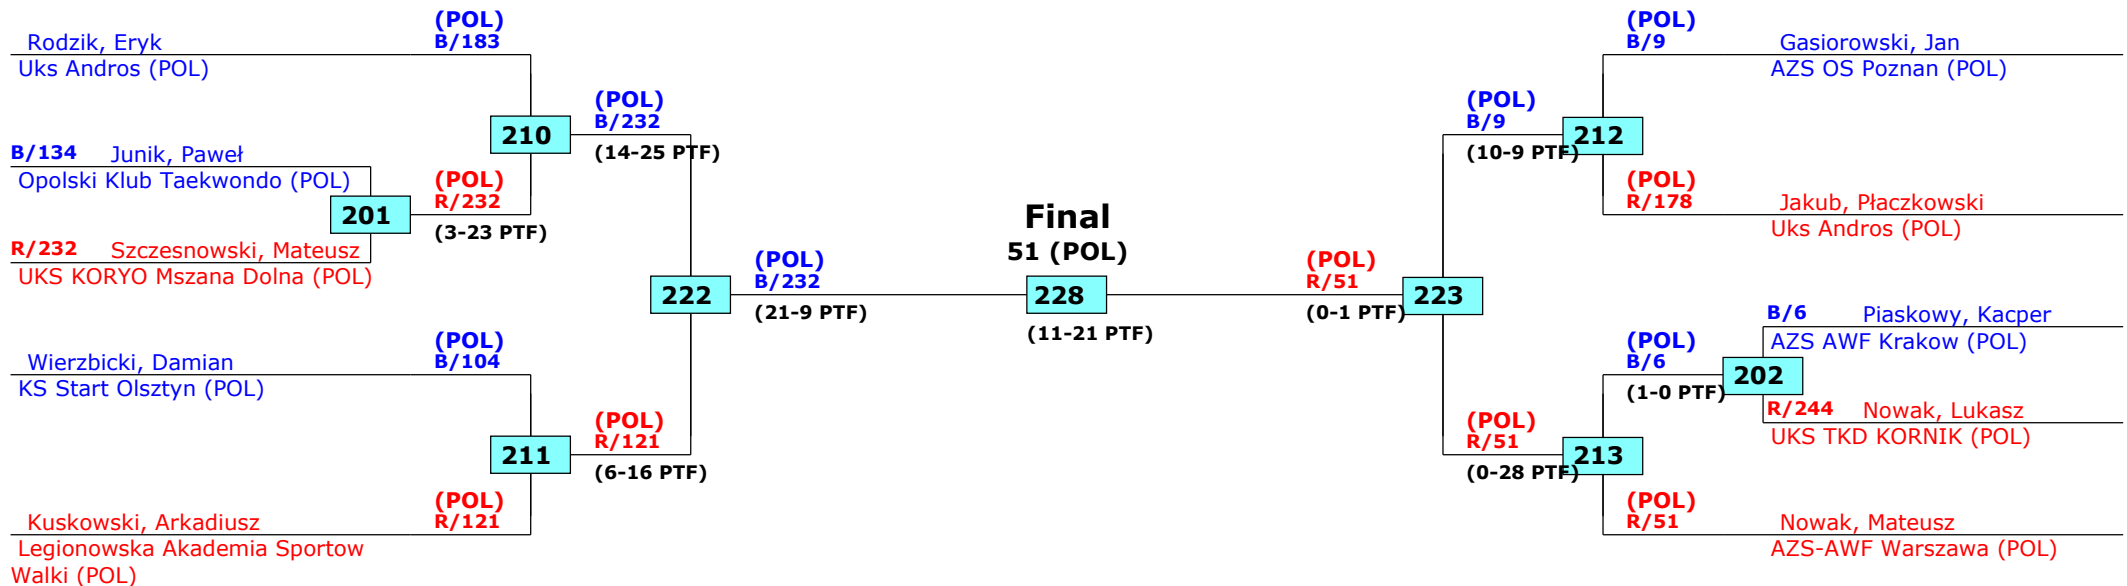 (POL)
B/183
Rodzik, Eryk
Uks Andros (POL)
210
(POL)
B/232
(14-25 PTF)
B/134 Junik, Paweł
Opolski Klub Taekwondo (POL)
201
(POL)
R/232
(3-23 PTF)
R/232 Szczesnowski, Mateusz
UKS KORYO Mszana Dolna (POL)
222
(POL)
B/232
(21-9 PTF)
(POL)
B/104
Wierzbicki, Damian
KS Start Olsztyn (POL)
211
(POL)
R/121
(6-16 PTF)
(POL)
R/121
Kuskowski, Arkadiusz
Legionowska Akademia Sportow
Walki (POL)
Final
51 (POL)
228
(11-21 PTF)
(POL)
R/51
(0-1 PTF)
223
(POL)
B/9
(10-9 PTF)
212
(POL)
B/9
Gasiorowski, Jan
AZS OS Poznan (POL)
(POL)
R/178
Jakub, Płaczkowski
Uks Andros (POL)
(POL)
R/51
(0-28 PTF)
213
(POL)
B/6
(1-0 PTF)
202
B/6 Piaskowy, Kacper
AZS AWF Krakow (POL)
R/244 Nowak, Lukasz
UKS TKD KORNIK (POL)
(POL)
R/51
Nowak, Mateusz
AZS-AWF Warszawa (POL)